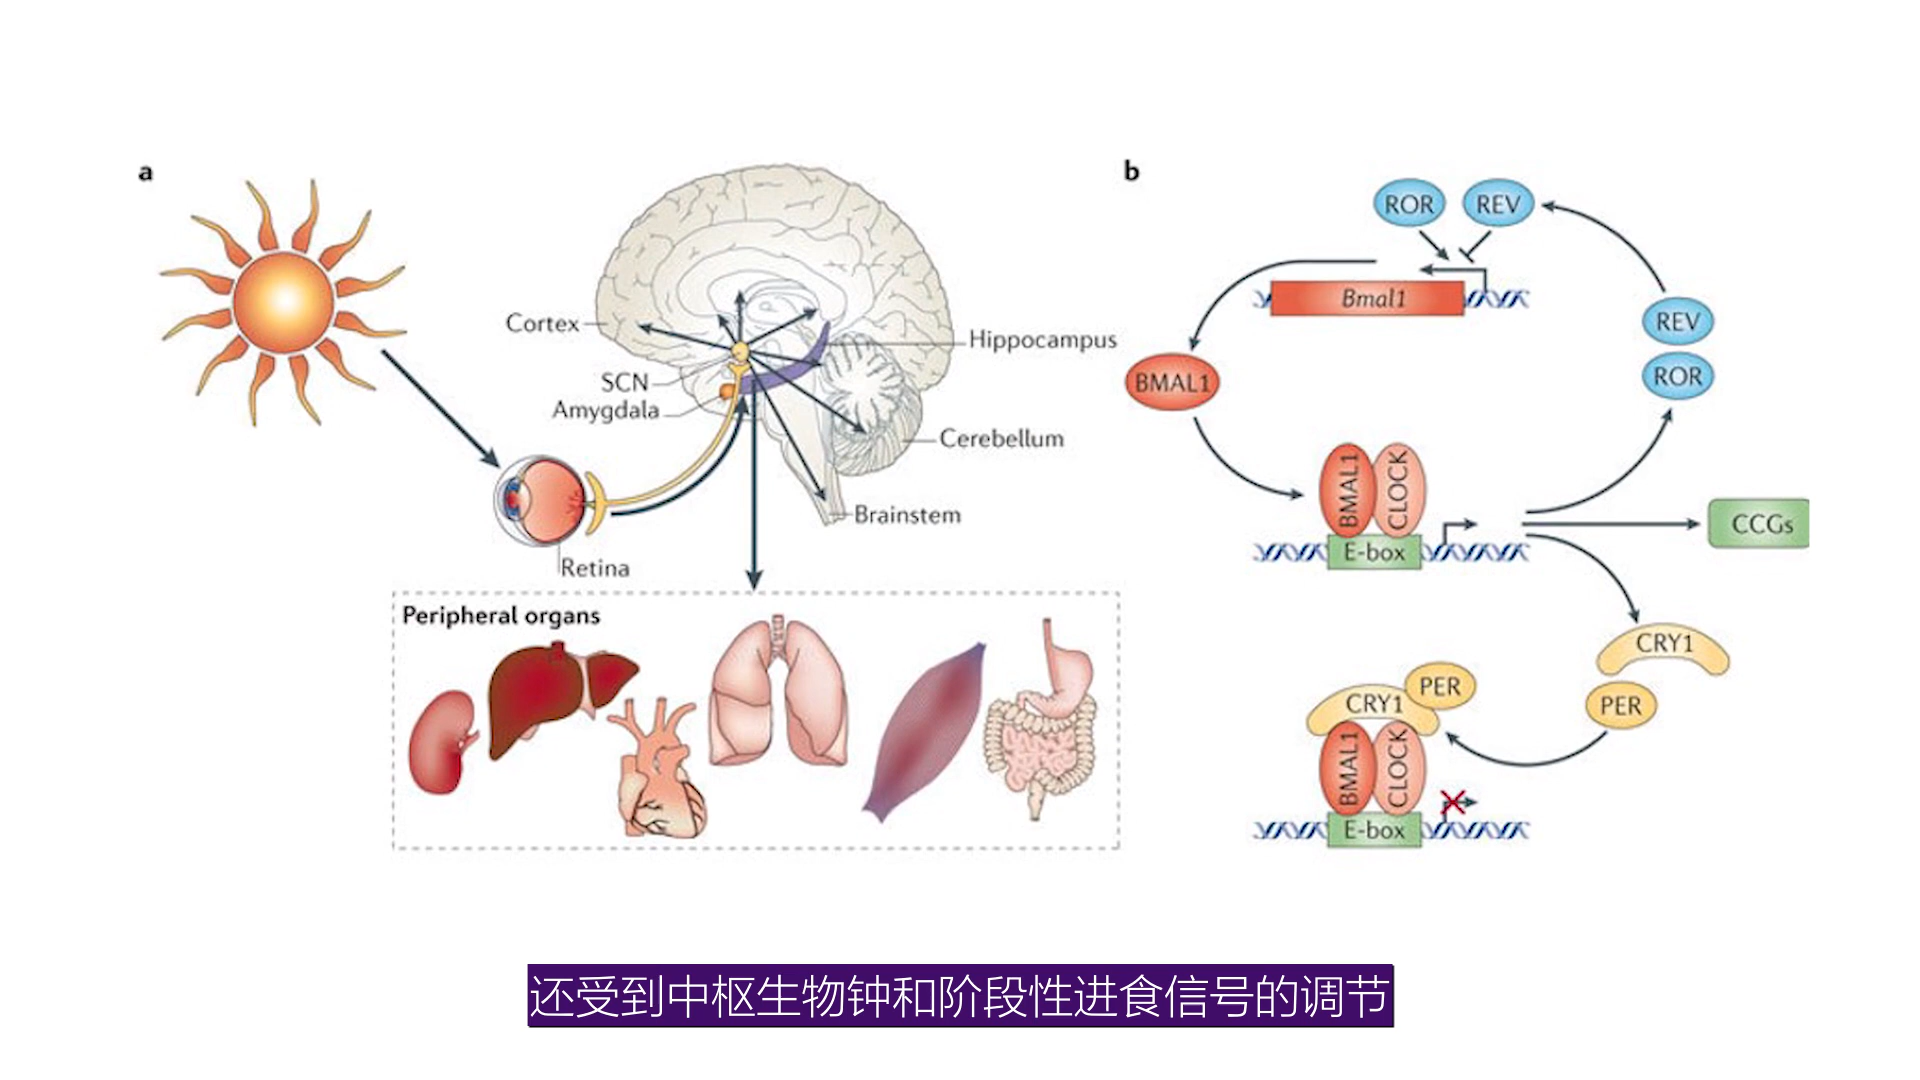 a
Cortex
SCN
Amygdala
Hippocampus
Cerebellum
Brainstem
Retina
Peripheral organs
b
ROR
REV
Bmal1
BMAL1
REV
ROR
BMAL1
CLOCK
E-box
CCGs
CRY1
PER
CRY1
PER
BMAL1
CLOCK
E-box
还受到中枢生物钟和阶段性进食信号的调节